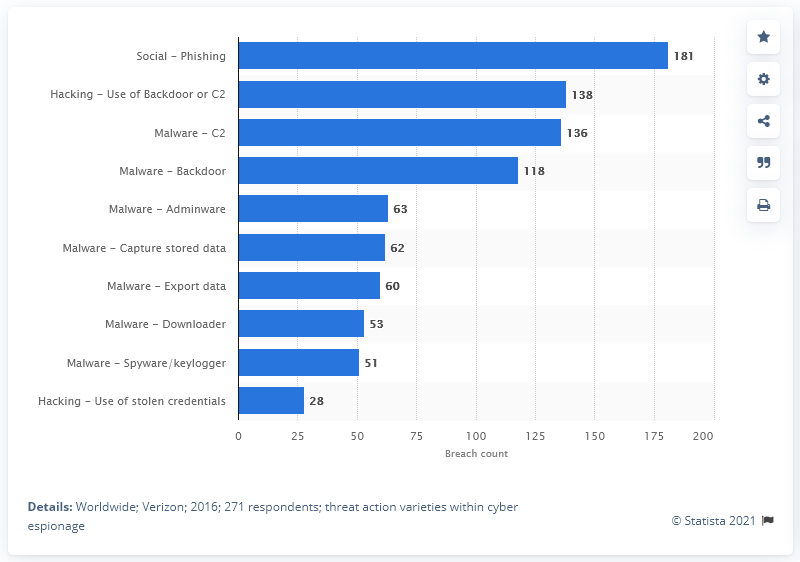 Social – Phishing 181
Hacking – Use of Backdoor or C2 138
Malware – C2 136
Malware – Backdoor 118
Malware – Adminware 63
Malware – Capture stored data 62
Malware – Export data 60
Malware – Downloader 53
Malware – Spyware/keylogger 51
Hacking – Use of stolen credentials 28
0 25 50 75 100 125 150 175 200
Breach count
Details: Worldwide; Verizon; 2016; 271 respondents; threat action varieties within cyber
espionage
© Statista 2021